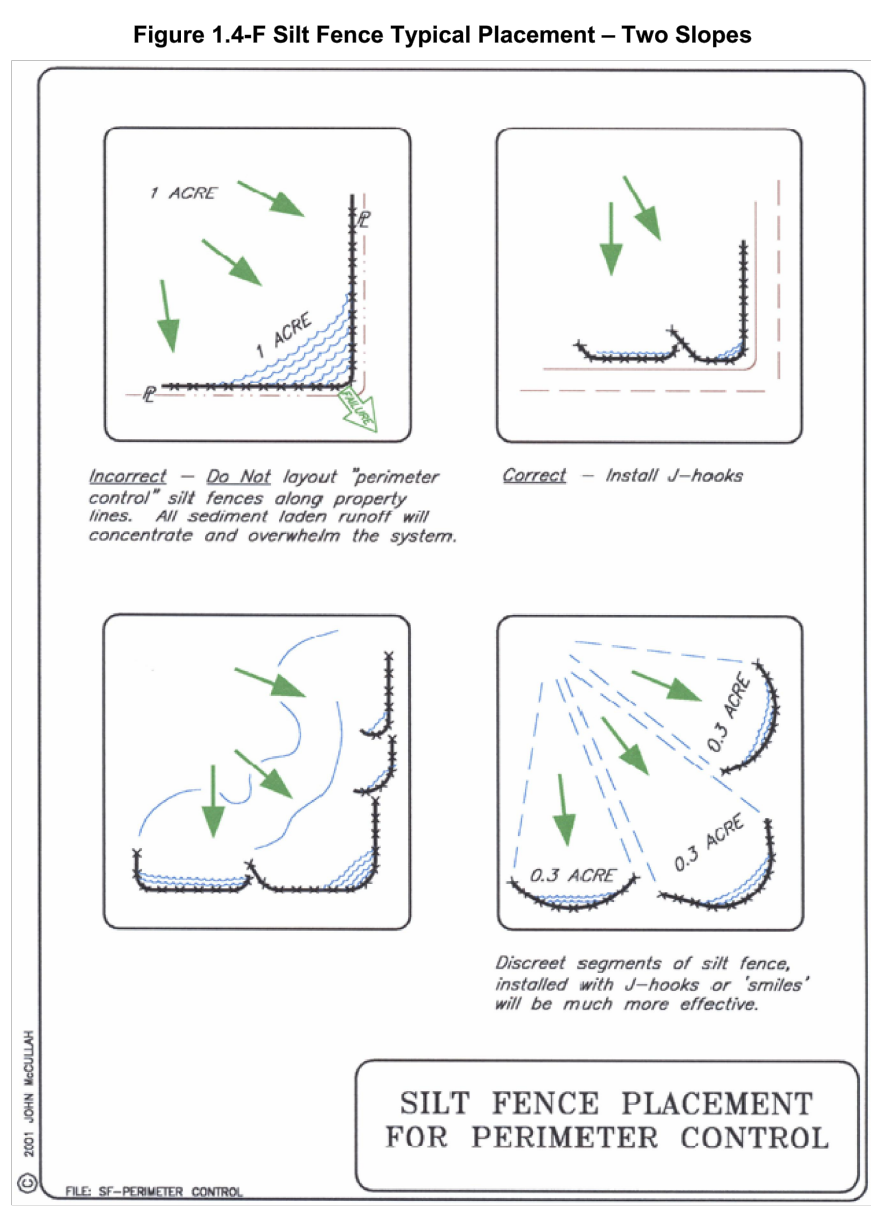 Figure 1.4-F Silt Fence Typical Placement – Two Slopes
1 ACRE
PL
1 ACRE
PL
FAILURE
Incorrect – Do Not layout "perimeter
control" silt fences along property
lines. All sediment laden runoff will
concentrate and overwhelm the system.
Correct – Install J-hooks
0.3 ACRE
0.3 ACRE
0.3 ACRE
Discreet segments of silt fence,
installed with J-hooks or 'smiles'
will be much more effective.
SILT FENCE PLACEMENT
FOR PERIMETER CONTROL
© 2001 JOHN McCULLAH
FILE: SF-PERIMETER CONTROL